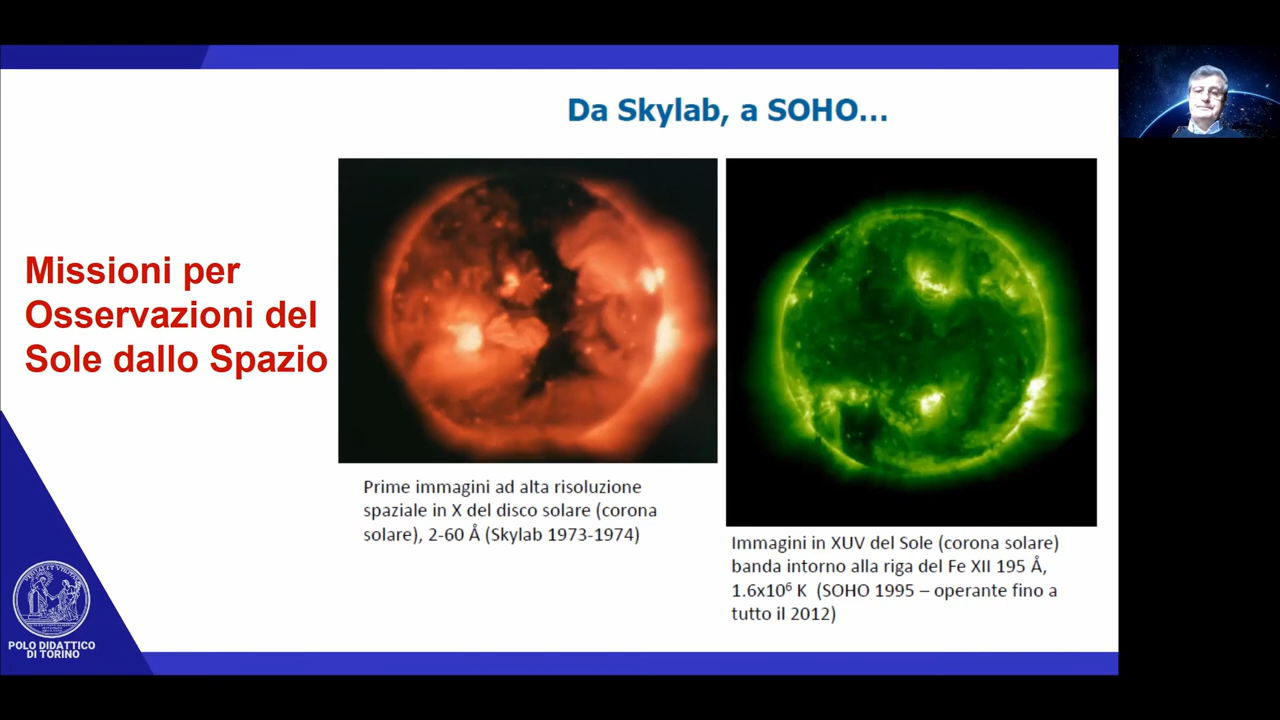 Da Skylab, a SOHO...
Missioni per
Osservazioni del
Sole dallo Spazio
Prime immagini ad alta risoluzione
spaziale in X del disco solare (corona
solare), 2-60 Å (Skylab 1973-1974)
Immagini in XUV del Sole (corona solare)
banda intorno alla riga del Fe XII 195 Å,
1.6x10⁶ K (SOHO 1995 – operante fino a
tutto il 2012)
POLO DIDATTICO
DI TORINO